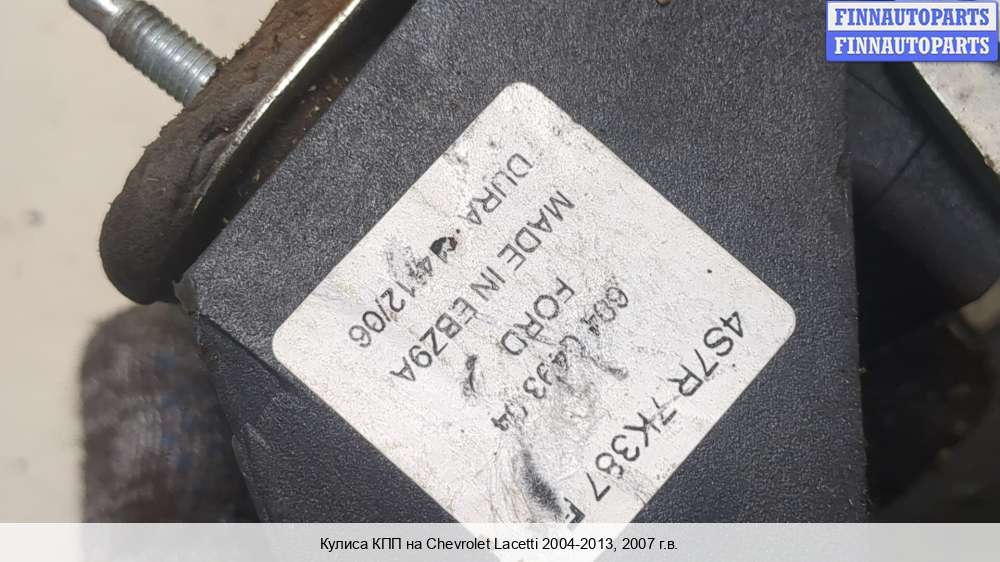 FINNAUTOPARTS
FINNAUTOPARTS
4S7R 7K387
FORD
MADE IN EBZ9A
DURA 12/06
Кулиса КПП на Chevrolet Lacetti 2004-2013, 2007 г.в.